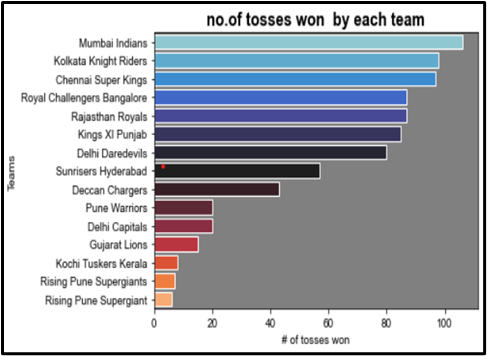 no.of tosses won by each team
Mumbai Indians
Kolkata Knight Riders
Chennai Super Kings
Royal Challengers Bangalore
Rajasthan Royals
Kings XI Punjab
Delhi Daredevils
Sunrisers Hyderabad
Deccan Chargers
Pune Warriors
Delhi Capitals
Gujarat Lions
Kochi Tuskers Kerala
Rising Pune Supergiants
Rising Pune Supergiant
Teams
0 20 40 60 80 100
# of tosses won